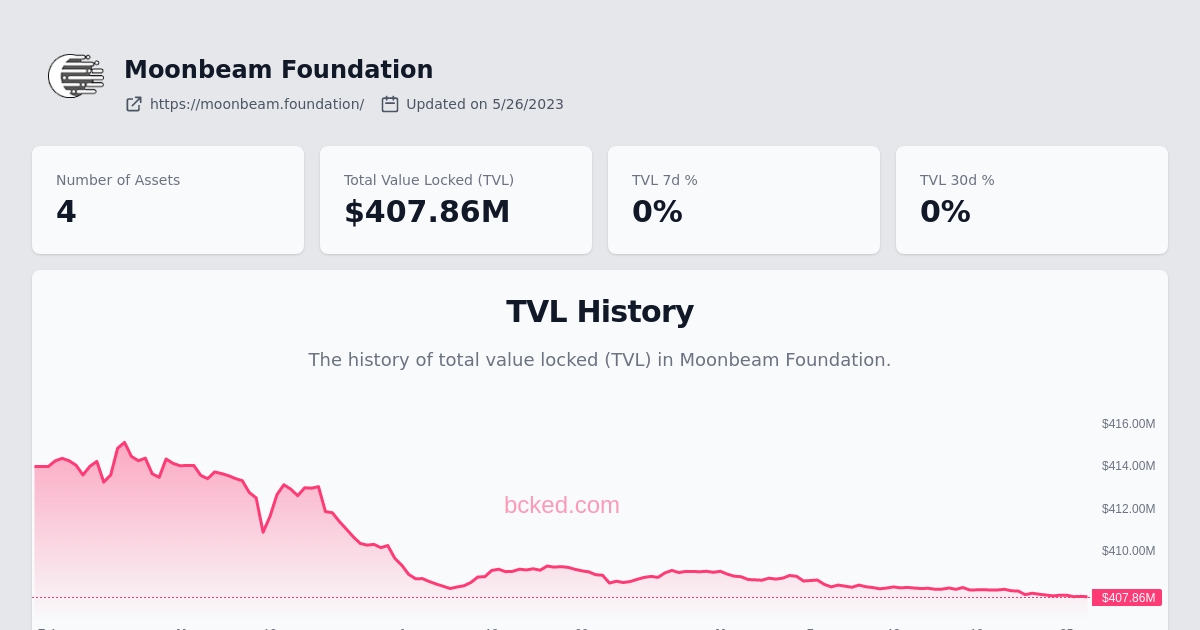 Moonbeam Foundation
https://moonbeam.foundation/ Updated on 5/26/2023
Number of Assets
4
Total Value Locked (TVL)
$407.86M
TVL 7d %
0%
TVL 30d %
0%
TVL History
The history of total value locked (TVL) in Moonbeam Foundation.
$416.00M
$414.00M
bcked.com
$412.00M
$410.00M
$407.86M